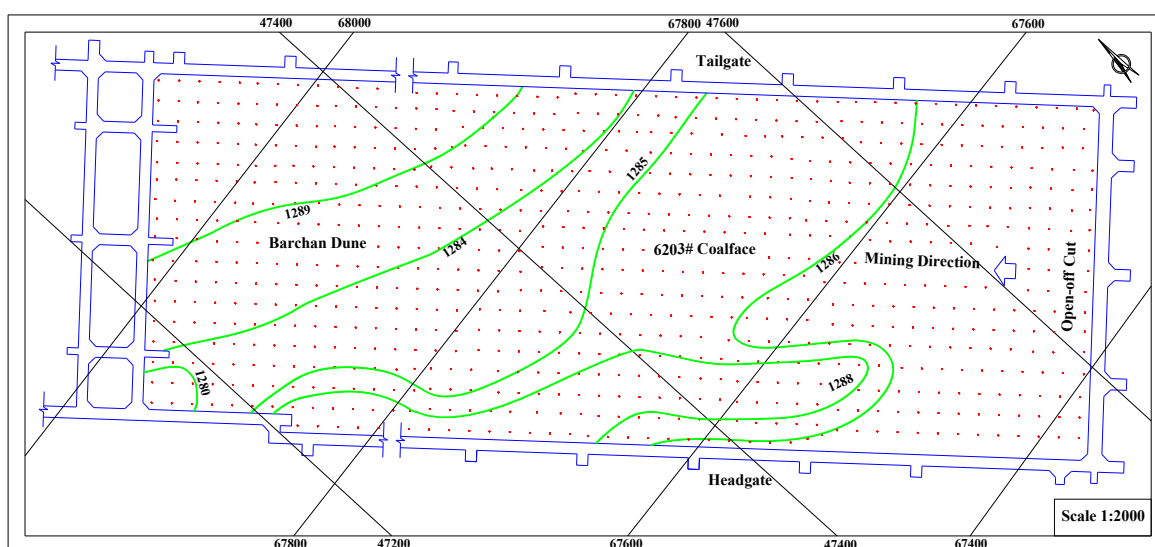 47400
68000
47800
47600
67600
Tailgate
1285
1289
Barchan Dune
1284
6203# Coalface
1286
Mining Direction
Open-off Cut
1280
1288
Headgate
Scale 1:2000
67800
47200
67600
47400
67400